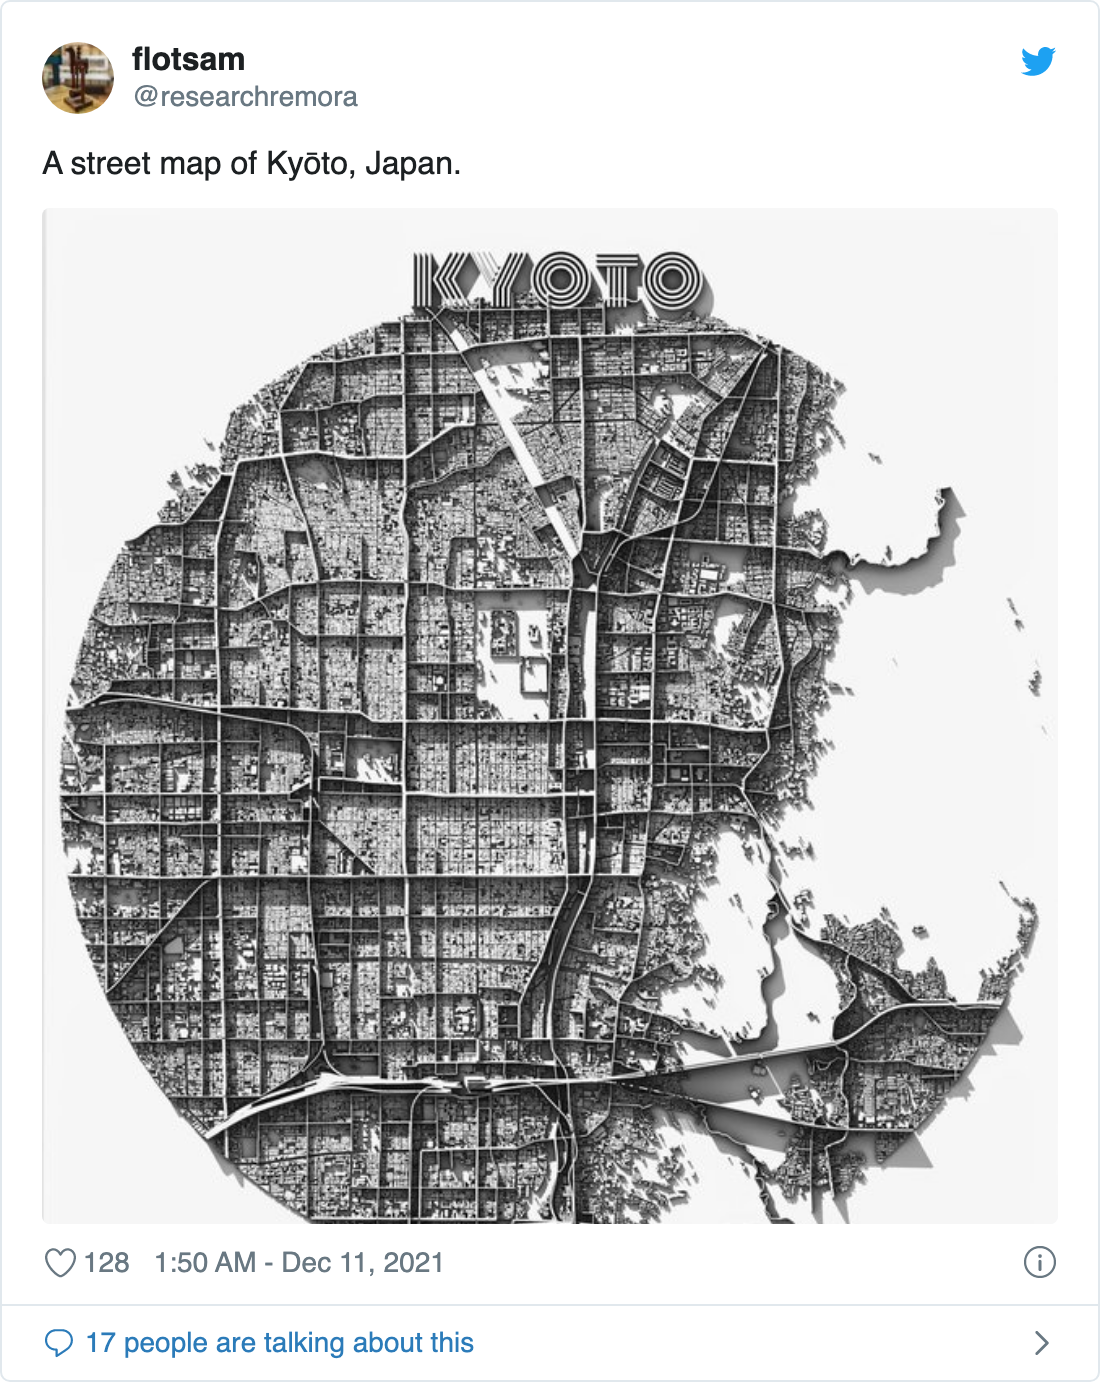 flotsam
@researchremora
A street map of Kyōto, Japan.
KYOTO
128 1:50 AM - Dec 11, 2021
17 people are talking about this